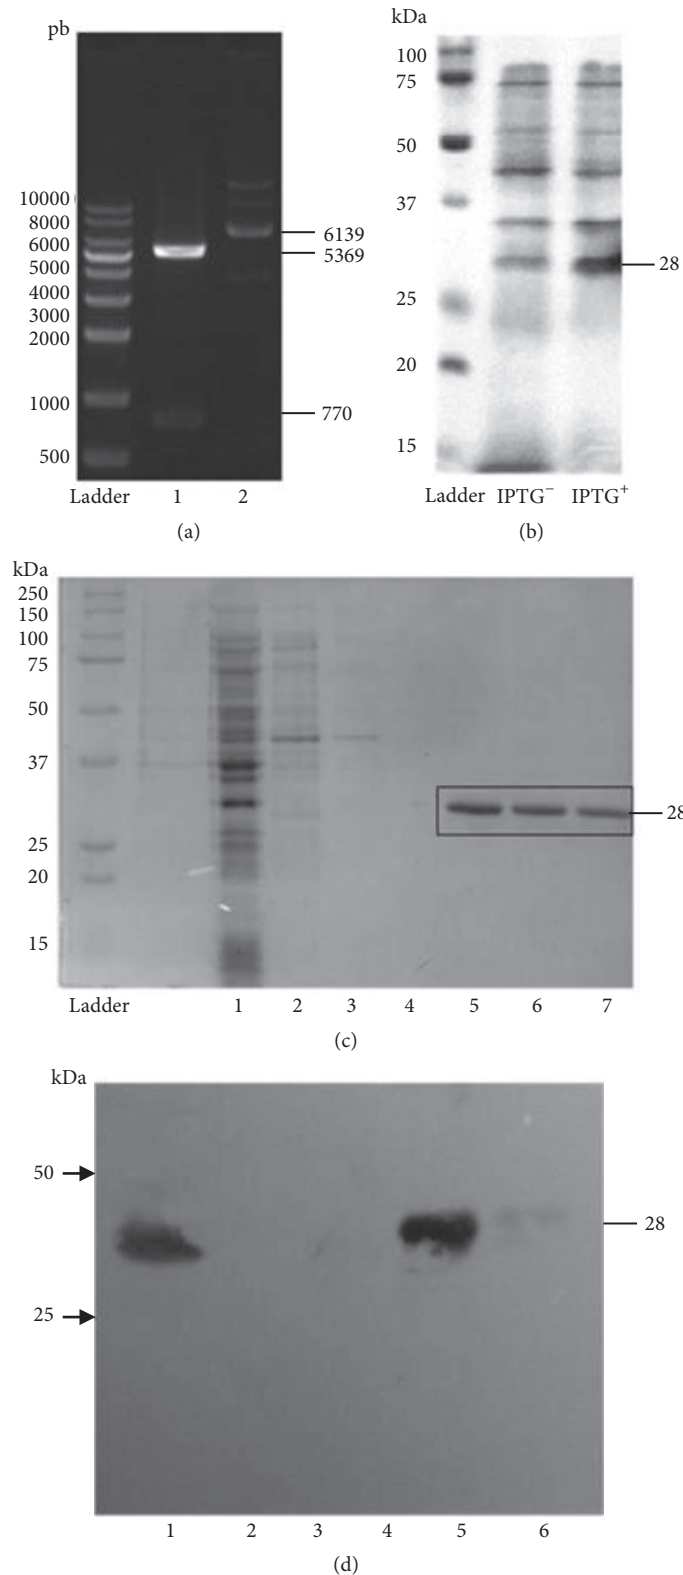 pb
10000
8000
6000
5000
4000
3000
2000
1000
500
6139
5369
770
Ladder 1 2
(a)
kDa
100
75
50
37
25
20
15
28
Ladder IPTG⁻ IPTG⁺
(b)
kDa
250
150
100
75
50
37
25
20
15
28
Ladder 1 2 3 4 5 6 7
(c)
kDa
50
25
28
1 2 3 4 5 6
(d)